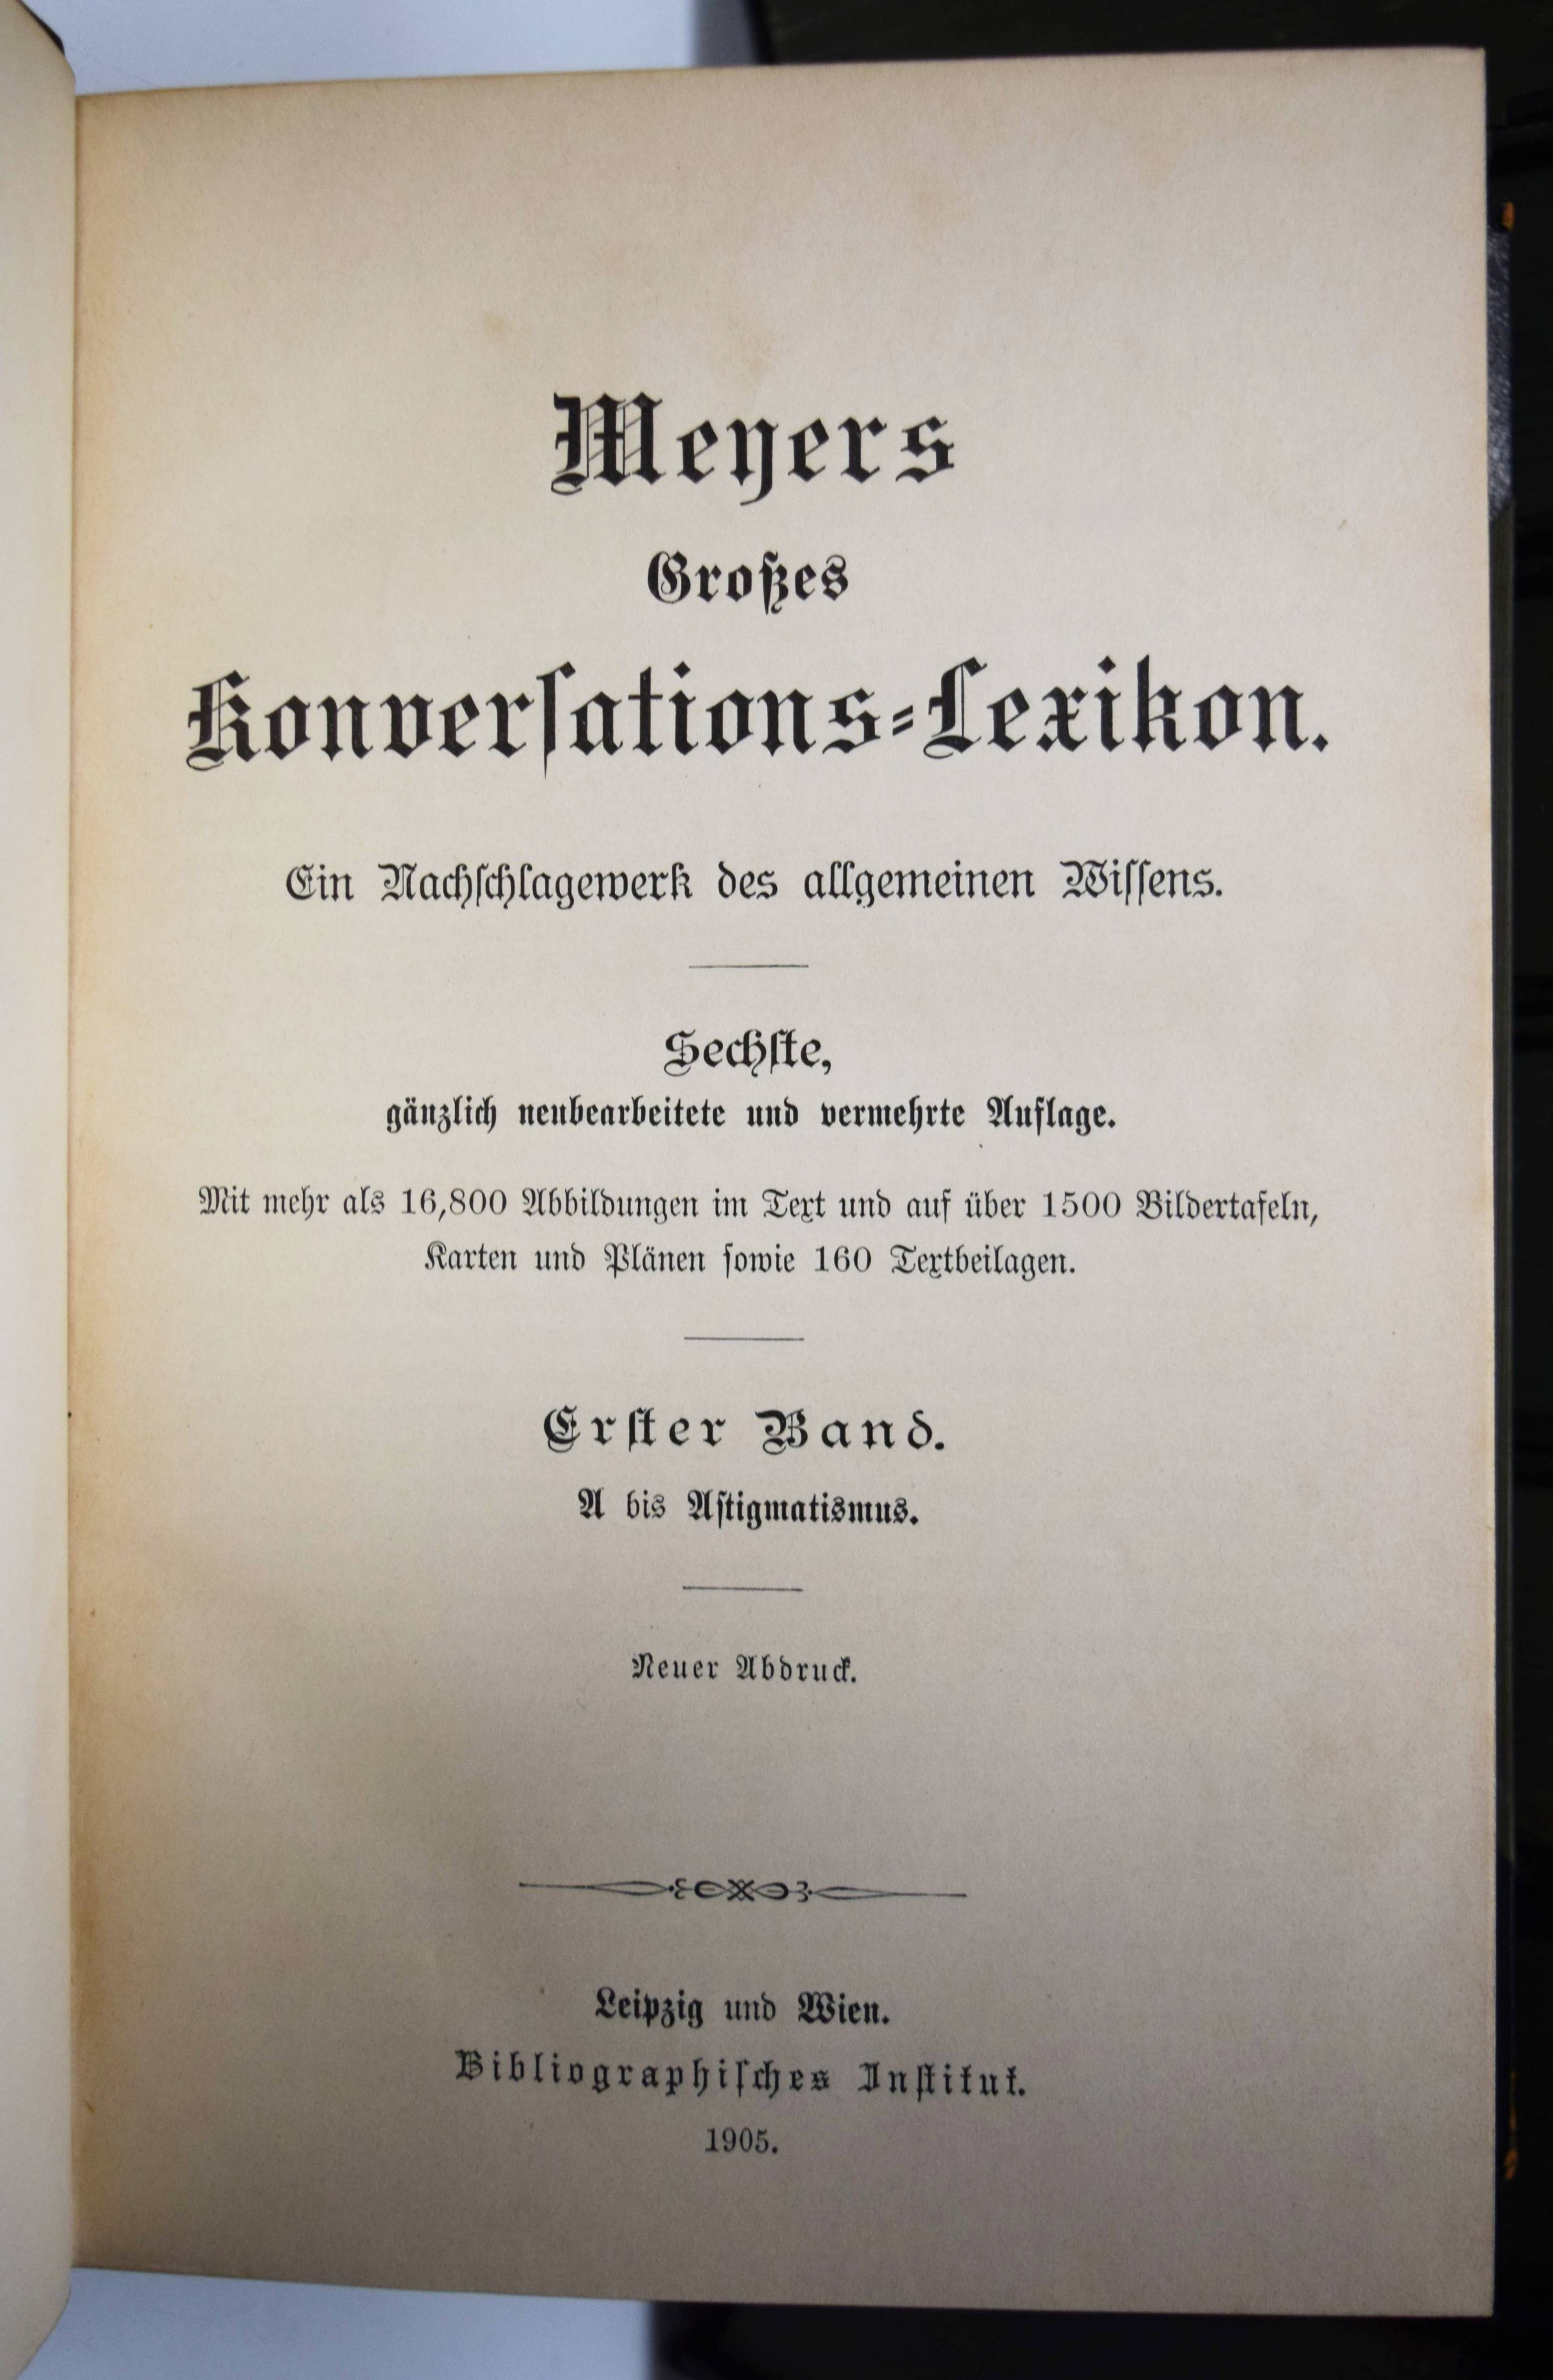 Meyers
Großes
Konverſations-Lexikon.
Ein Nachſchlagewerk des allgemeinen Wiſſens.
Sechſte,
gänzlich neubearbeitete und vermehrte Auflage.
Mit mehr als 16,800 Abbildungen im Text und auf über 1500 Bildertafeln,
Karten und Plänen ſowie 160 Textbeilagen.
Erſter Band.
A bis Aſtigmatismus.
Neuer Abdruck.
Leipzig und Wien.
Bibliographiſches Inſtitut.
1905.